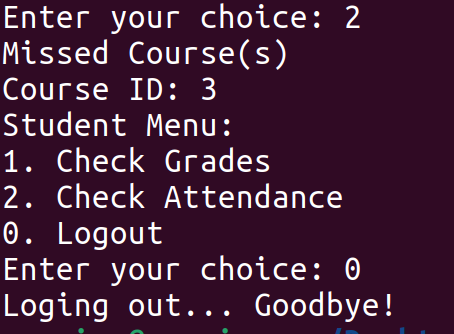 Enter your choice: 2
Missed Course(s)
Course ID: 3
Student Menu:
1. Check Grades
2. Check Attendance
0. Logout
Enter your choice: 0
Loging out... Goodbye!